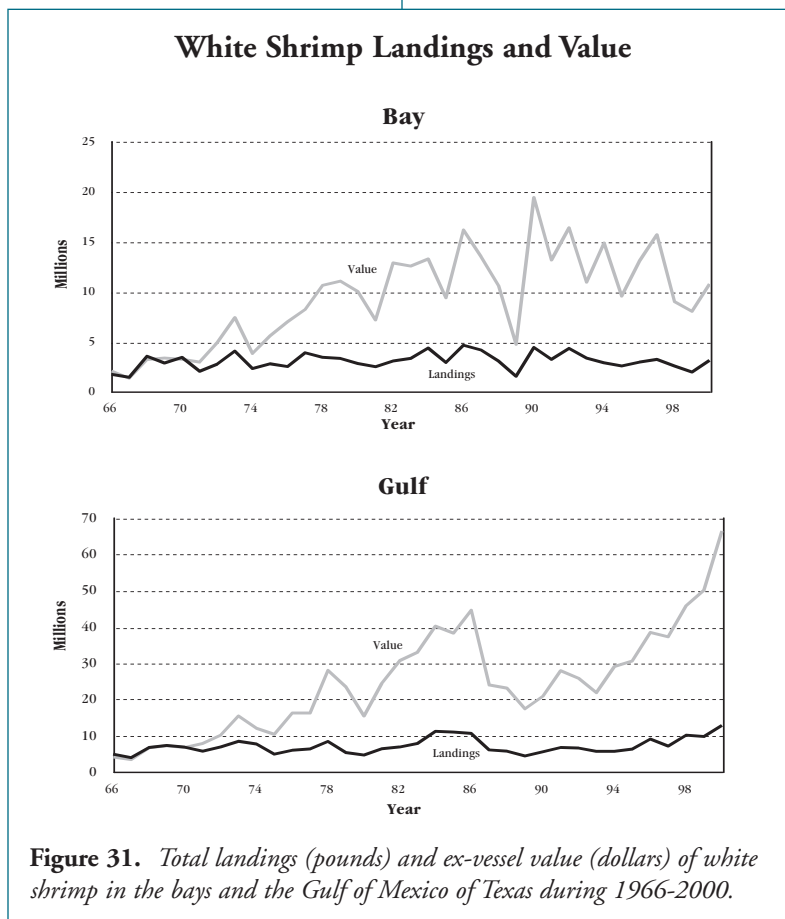 White Shrimp Landings and Value
Bay
25
20
15
10
5
0
Millions
Value
Landings
66 70 74 78 82 86 90 94 98
Year
Gulf
70
60
50
40
30
20
10
0
Millions
Value
Landings
66 70 74 78 82 86 90 94 98
Year
Figure 31. Total landings (pounds) and ex-vessel value (dollars) of white
shrimp in the bays and the Gulf of Mexico of Texas during 1966-2000.